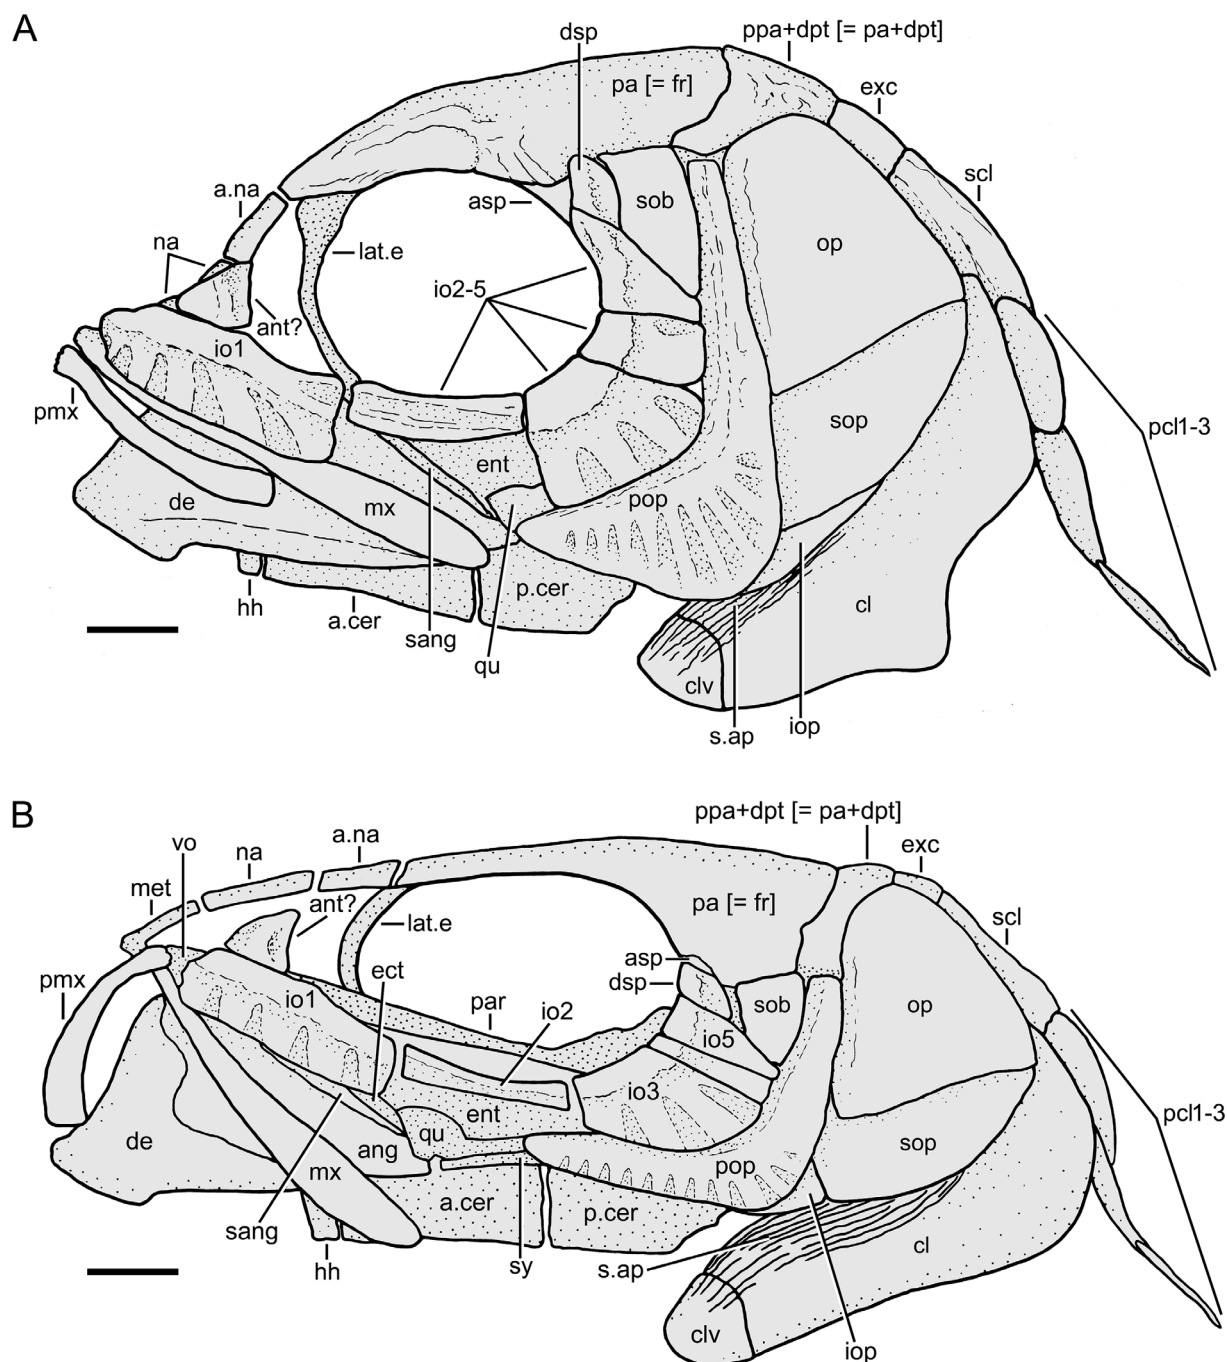 A
dsp
ppa+dpt [= pa+dpt]
pa [= fr]
exc
a.na
asp
sob
scl
na
lat.e
op
io2-5
ant?
io1
pmx
sop
pcl1-3
ent
de
mx
pop
p.cer
hh
a.cer
sang
qu
cl
clv
s.ap
iop
B
ppa+dpt [= pa+dpt]
vo
na
a.na
exc
met
ant?
pa [= fr]
lat.e
scl
asp
pmx
ect
dsp
io1
par
io2
sob
op
io5
io3
ent
pcl1-3
de
qu
sop
ang
pop
mx
a.cer
p.cer
sang
hh
sy
s.ap
cl
clv
iop